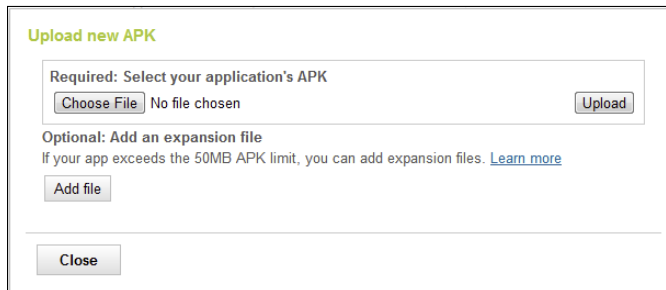 Upload new APK
Required: Select your application's APK
Choose File No file chosen Upload
Optional: Add an expansion file
If your app exceeds the 50MB APK limit, you can add expansion files. Learn more
Add file
Close